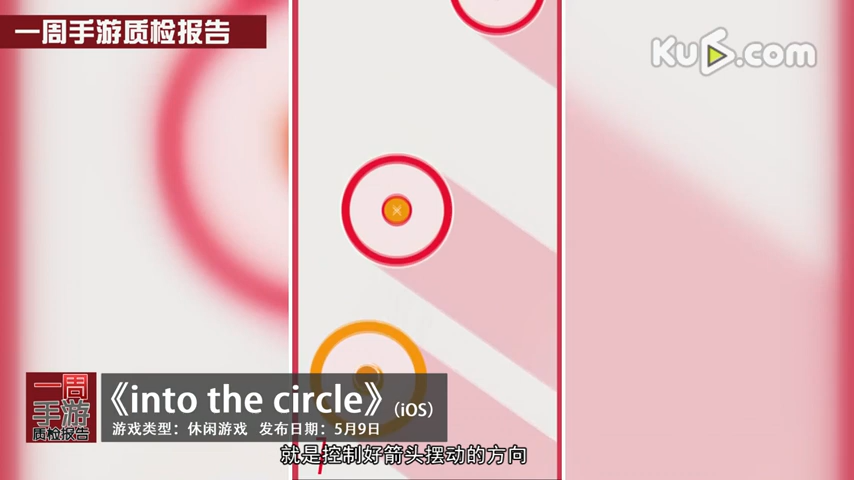 一周手游质检报告
Ku6.com
《into the circle》(iOS)
一周
手游
质检报告
游戏类型：休闲游戏 发布日期：5月9日
7
就是控制好箭头摆动的方向